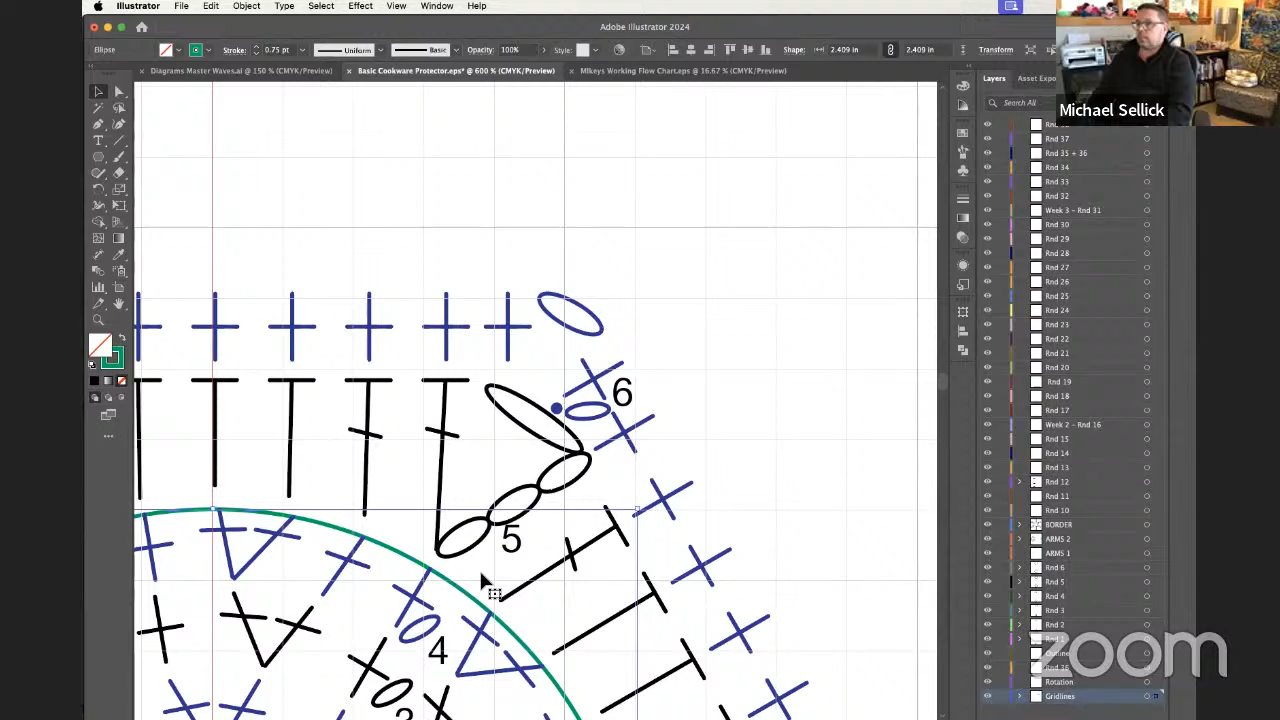 Illustrator File Edit Object Type Select Effect View Window Help
Adobe Illustrator 2024
Ellipse Stroke: 0.75 pt Uniform Basic Opacity: 100% Style: Shape: 2.409 in 2.409 in Transform
Diagrams Master Waves.ai @ 150 % (CMYK/Preview)
Basic Cookware Protector.eps* @ 600 % (CMYK/Preview)
Mikeys Working Flow Chart.eps @ 16.67 % (CMYK/Preview)
Layers Asset Expo
Search All
Michael Sellick
Rnd 37
Rnd 35 + 36
Rnd 34
Rnd 33
Rnd 32
Week 3 - Rnd 31
Rnd 30
Rnd 29
Rnd 28
Rnd 27
Rnd 26
Rnd 25
Rnd 24
Rnd 23
Rnd 22
Rnd 21
Rnd 20
Rnd 19
Rnd 18
Rnd 17
Week 2 - Rnd 16
Rnd 15
Rnd 14
Rnd 13
Rnd 12
Rnd 11
Rnd 10
BORDER
ARMS 2
ARMS 1
Rnd 6
Rnd 5
Rnd 4
Rnd 3
Rnd 2
Rnd 1
Rotation
Gridlines
6
5
4
zoom